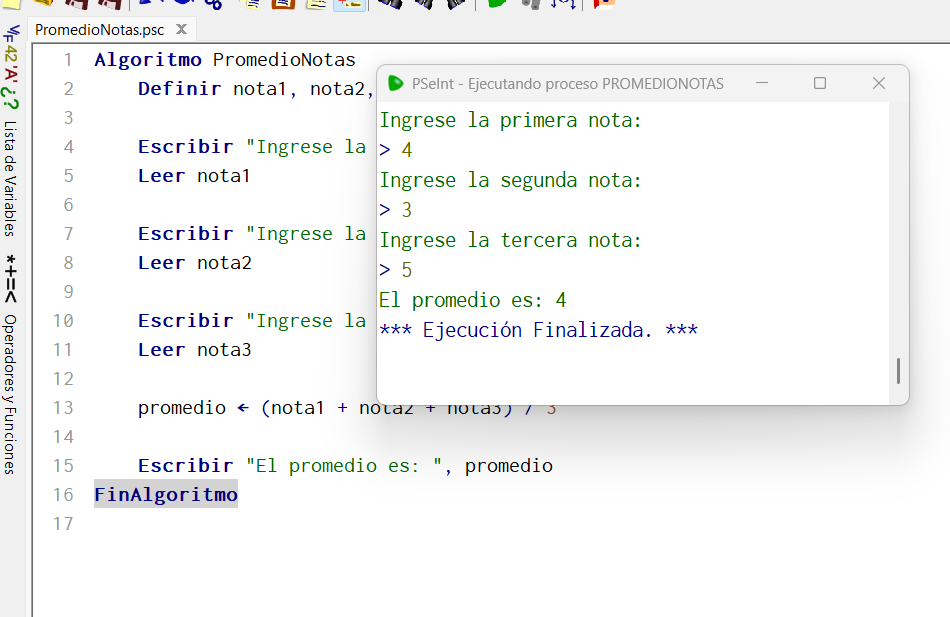 PromedioNotas.psc
42
'A'
¿?
Lista de Variables
*+=<
Operadores y Funciones
1 Algoritmo PromedioNotas
2 Definir nota1, nota2,
3
4 Escribir "Ingrese la
5 Leer nota1
6
7 Escribir "Ingrese la
8 Leer nota2
9
10 Escribir "Ingrese la
11 Leer nota3
12
13 promedio ← (nota1 + nota2 + nota3) / 3
14
15 Escribir "El promedio es: ", promedio
16 FinAlgoritmo
17
PSeInt - Ejecutando proceso PROMEDIONOTAS
Ingrese la primera nota:
> 4
Ingrese la segunda nota:
> 3
Ingrese la tercera nota:
> 5
El promedio es: 4
*** Ejecución Finalizada. ***